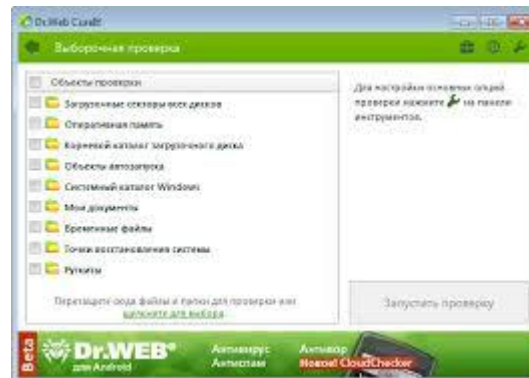 Dr.Web CureIt!
Выборочная проверка
Объекты проверки
Загрузочные секторы всех дисков
Оперативная память
Корневой каталог загрузочного диска
Объекты автозапуска
Системный каталог Windows
Мои документы
Временные файлы
Точки восстановления системы
Руткиты
Перетащите сюда файлы и папки для проверки или
щелкните для выбора.
Для настройки основных опций
проверки нажмите на панели
инструментов.
Запустить проверку
Beta
Dr.WEB®
для Android
Антивирус
Антиспам
Антивор
Новое! CloudChecker